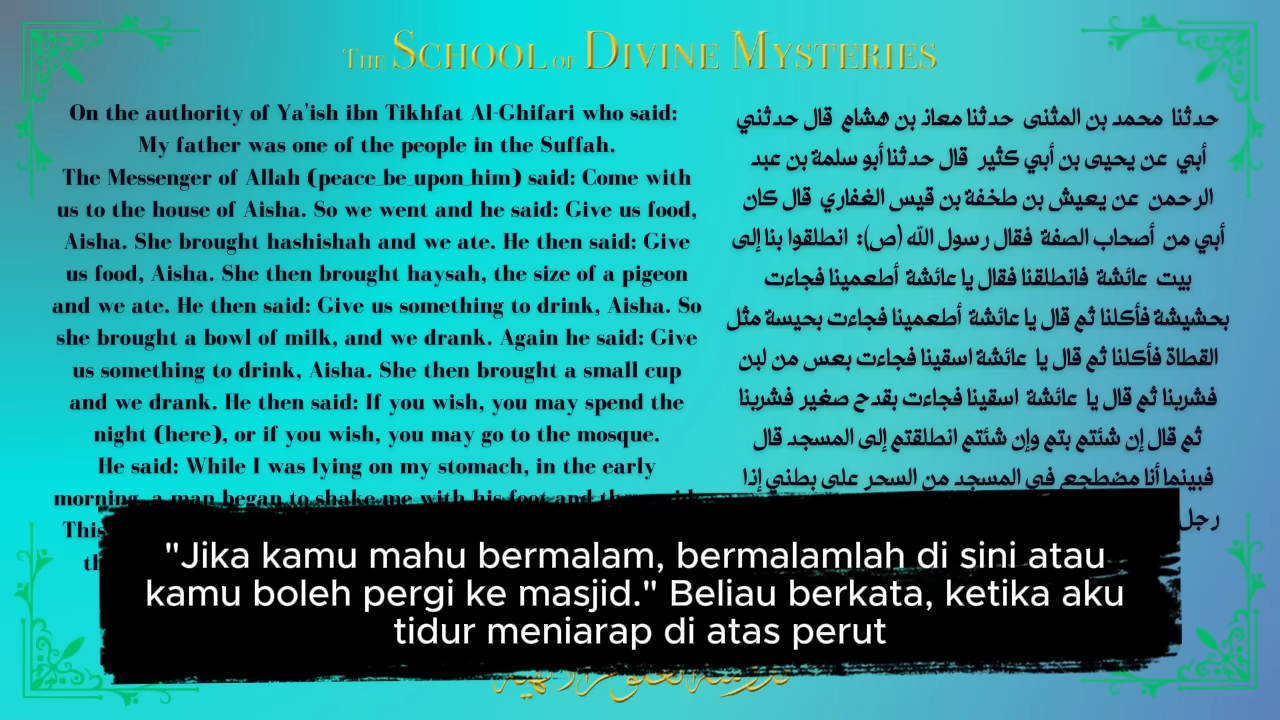 THE SCHOOL OF DIVINE MYSTERIES
On the authority of Ya'ish ibn Tikhfat Al-Ghifari who said:
My father was one of the people in the Suffah.
The Messenger of Allah (peace_be_upon_him) said: Come with
us to the house of Aisha. So we went and he said: Give us food,
Aisha. She brought hashishah and we ate. He then said: Give
us food, Aisha. She then brought haysah, the size of a pigeon
and we ate. He then said: Give us something to drink, Aisha. So
she brought a bowl of milk, and we drank. Again he said: Give
us something to drink, Aisha. She then brought a small cup
and we drank. He then said: If you wish, you may spend the
night (here), or if you wish, you may go to the mosque.
He said: While I was lying on my stomach, in the early
morning, a man began to shake me with his foot and
This
حدثنا محمد بن المثنى حدثنا معاذ بن هشام قال حدثني
أبي عن يحيى بن أبي كثير قال حدثنا أبو سلمة بن عبد
الرحمن عن يعيش بن طخفة بن قيس الغفاري قال كان
أبي من أصحاب الصفة فقال رسول الله (ص): انطلقوا بنا إلى
بيت عائشة فانطلقنا فقال يا عائشة أطعمينا فجاءت
بحشيشة فأكلنا ثم قال يا عائشة أطعمينا فجاءت بحيسة مثل
القطاة فأكلنا ثم قال يا عائشة اسقينا فجاءت بعس من لبن
فشربنا ثم قال يا عائشة اسقينا فجاءت بقدح صغير فشربنا
ثم قال إن شئتم بتم وإن شئتم انطلقتم إلى المسجد قال
فبينما أنا مضطجع في المسجد من السحر على بطني إذا
رجل
"Jika kamu mahu bermalam, bermalamlah di sini atau
kamu boleh pergi ke masjid." Beliau berkata, ketika aku
tidur meniarap di atas perut